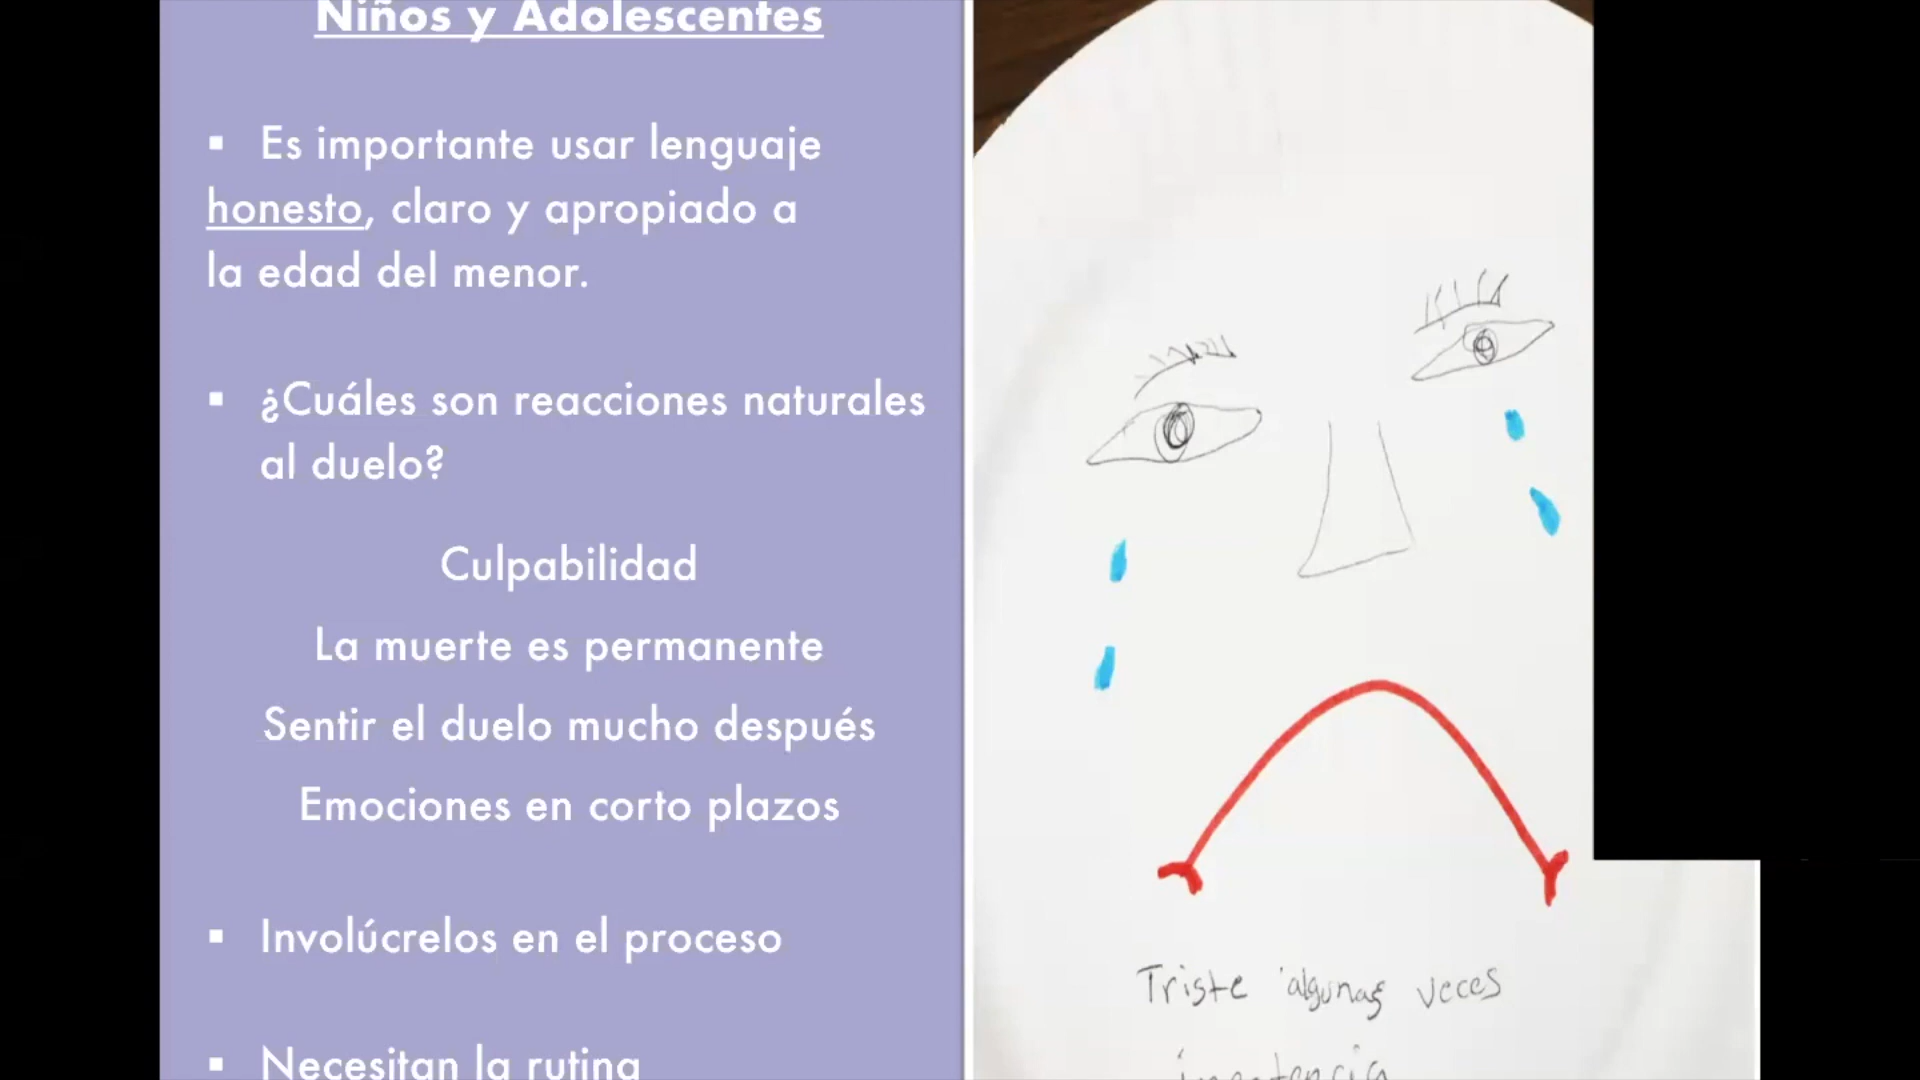 Niños y Adolescentes
▪ Es importante usar lenguaje
honesto, claro y apropiado a
la edad del menor.
▪ ¿Cuáles son reacciones naturales
al duelo?
Culpabilidad
La muerte es permanente
Sentir el duelo mucho después
Emociones en corto plazos
▪ Involúcrelos en el proceso
▪ Necesitan la rutina
Triste algunas veces